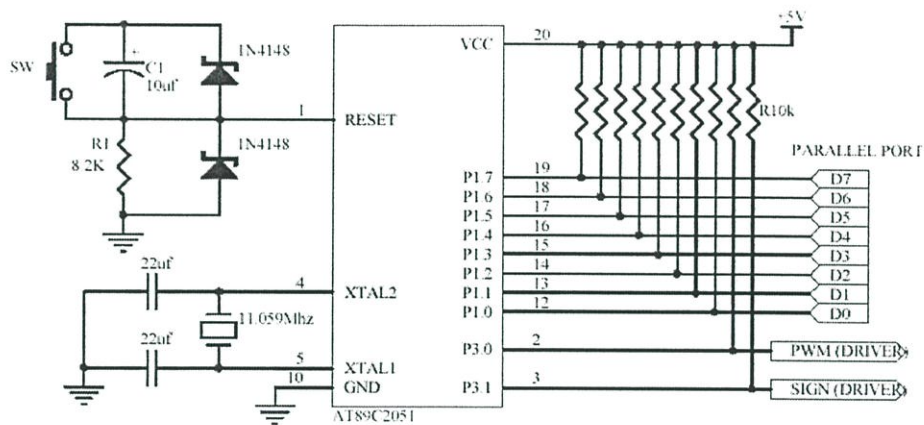 +5V
VCC 20
1N4148
SW
C1
10uf
R10k
1 RESET
R1
8.2K
1N4148
PARALLEL PORT
P1.7 19 D7
P1.6 18 D6
P1.5 17 D5
P1.4 16 D4
P1.3 15 D3
P1.2 14 D2
P1.1 13 D1
P1.0 12 D0
22uf
4 XTAL2
11.059Mhz
22uf
P3.0 2 PWM (DRIVER)
5 XTAL1
10 GND
P3.1 3 SIGN (DRIVER)
AT89C2051